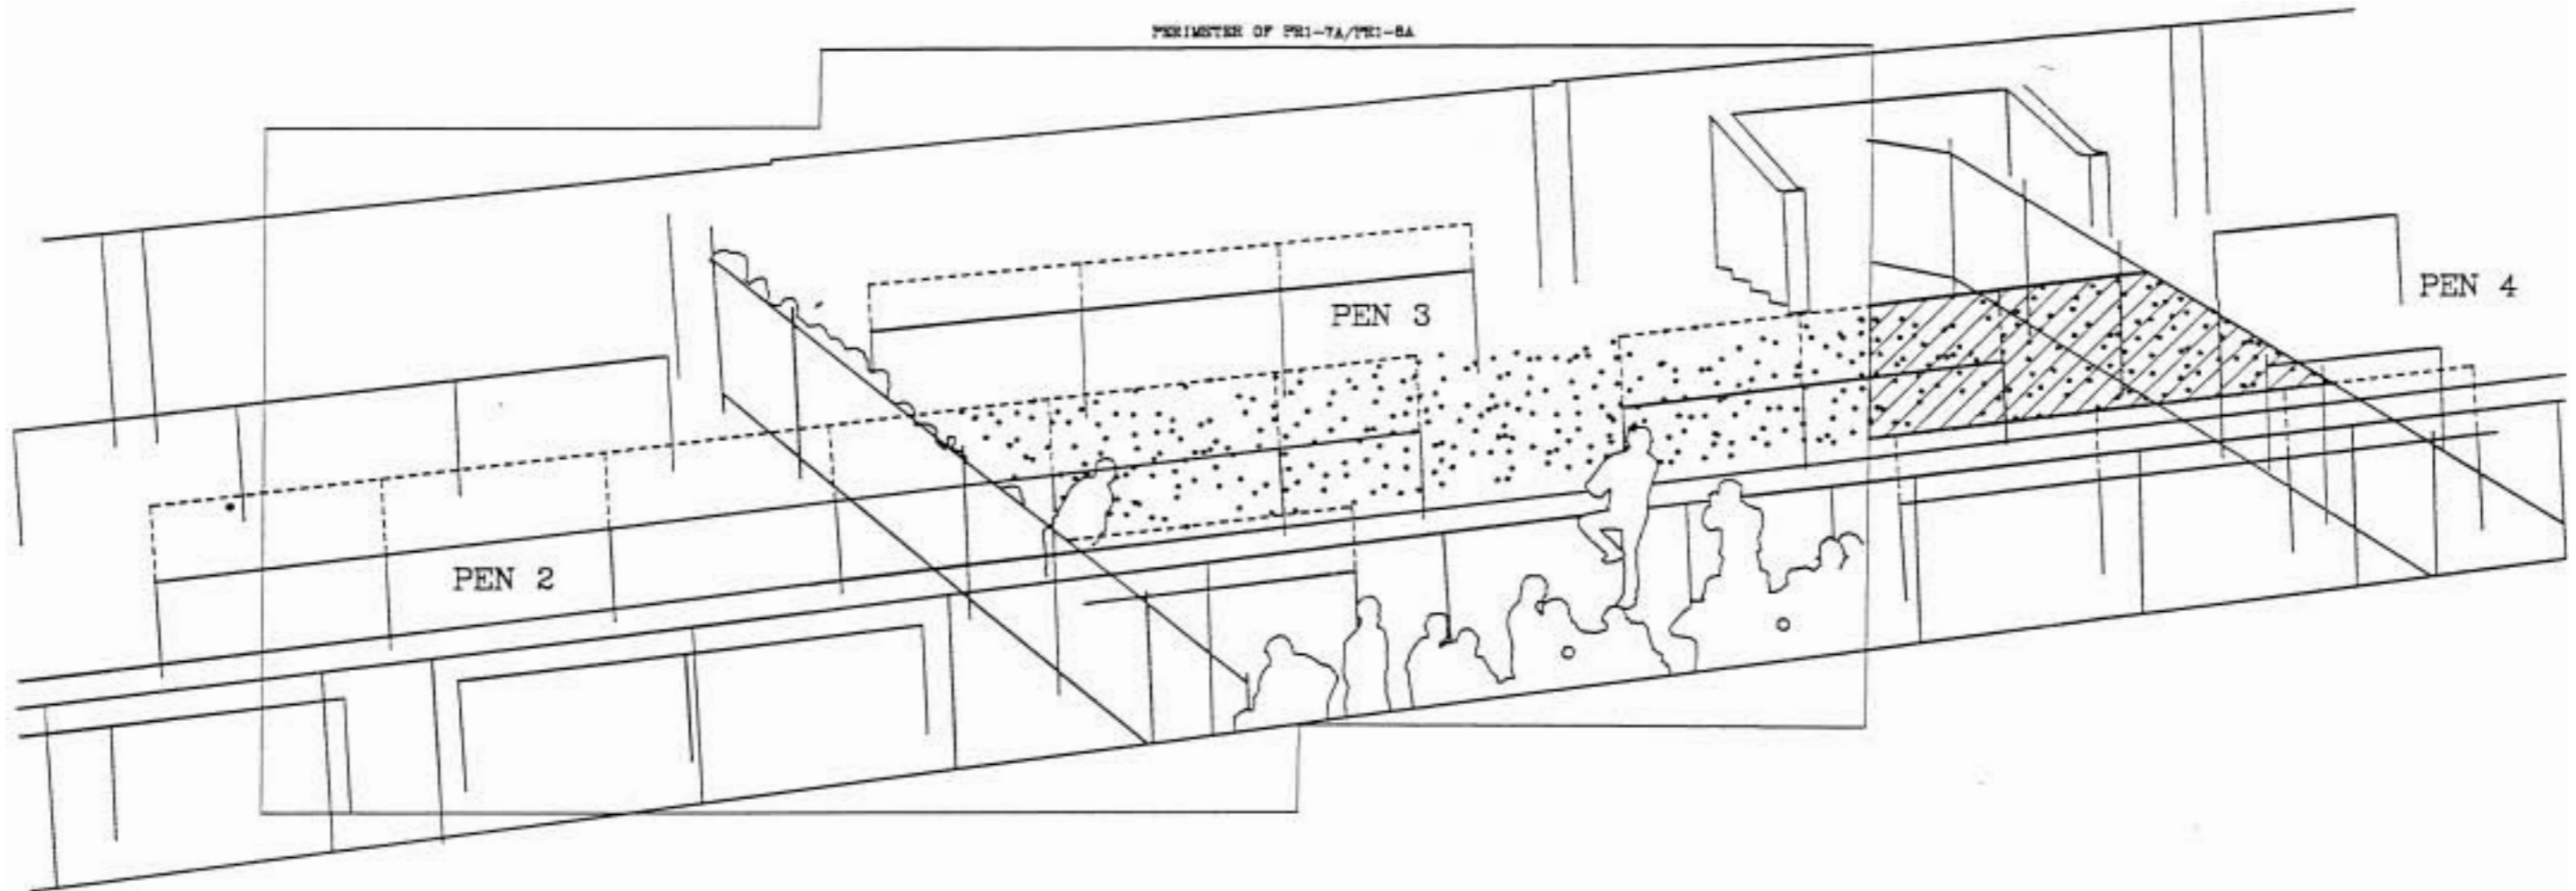 PERIMETER OF PR1-7A/PR1-8A
PEN 3
PEN 4
PEN 2